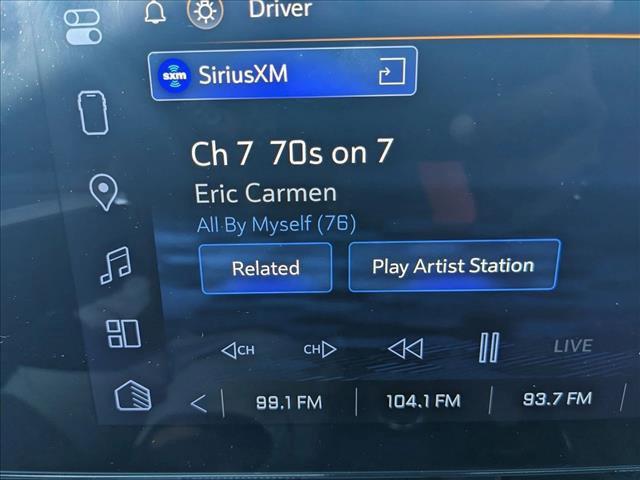 Driver
sxm SiriusXM
Ch 7 70s on 7
Eric Carmen
All By Myself (76)
Related Play Artist Station
CH CH LIVE
99.1 FM 104.1 FM 93.7 FM